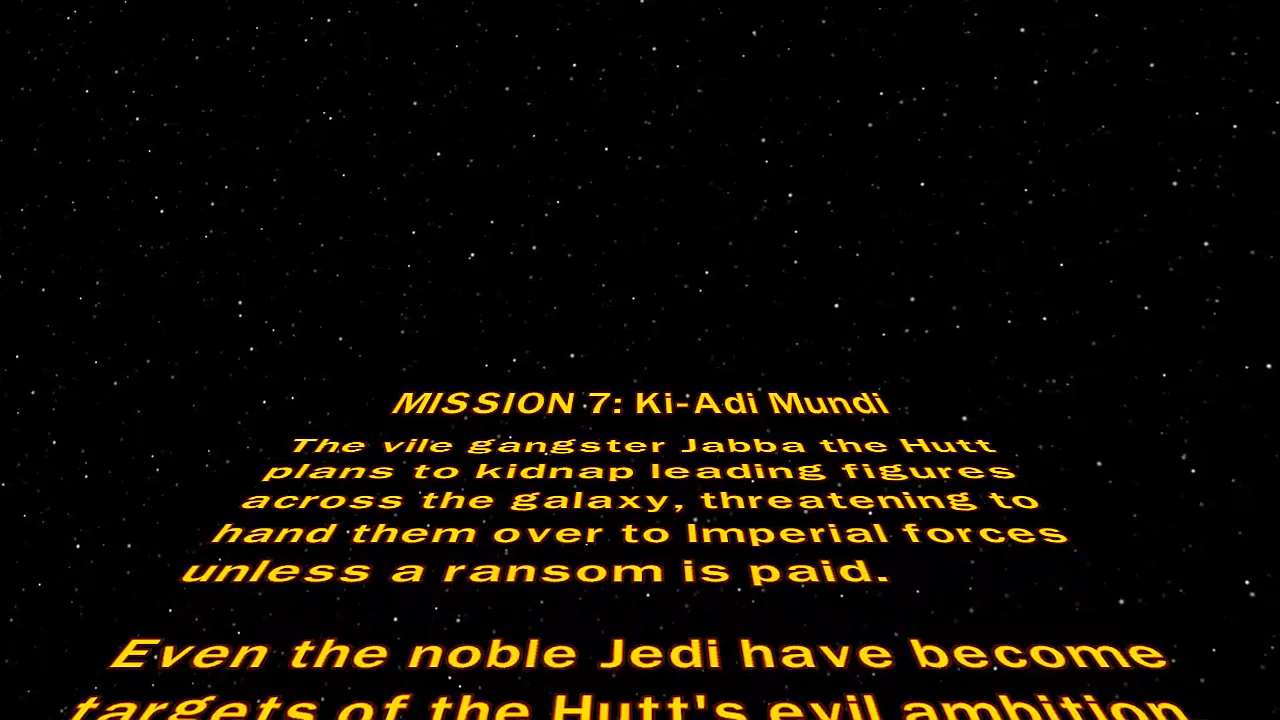 MISSION 7: Ki-Adi Mundi
The vile gangster Jabba the Hutt
plans to kidnap leading figures
across the galaxy, threatening to
hand them over to Imperial forces
unless a ransom is paid.
Even the noble Jedi have become
targets of the Hutt's evil ambition